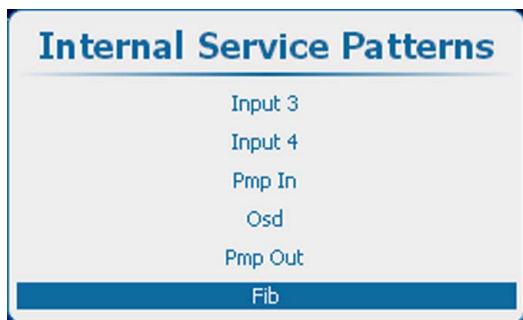 Internal Service Patterns
Input 3
Input 4
Pmp In
Osd
Pmp Out
Fib